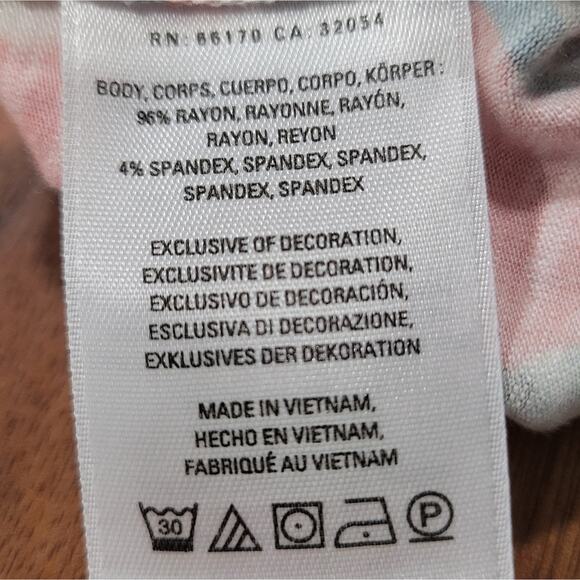 RN: 66170 CA: 32054
BODY, CORPS, CUERPO, CORPO, KÖRPER :
96% RAYON, RAYONNE, RAYÓN,
RAYON, REYON
4% SPANDEX, SPANDEX, SPANDEX,
SPANDEX, SPANDEX
EXCLUSIVE OF DECORATION,
EXCLUSIVITE DE DECORATION,
EXCLUSIVO DE DECORACIÓN,
ESCLUSIVA DI DECORAZIONE,
EXKLUSIVES DER DEKORATION
MADE IN VIETNAM,
HECHO EN VIETNAM,
FABRIQUÉ AU VIETNAM
30 P